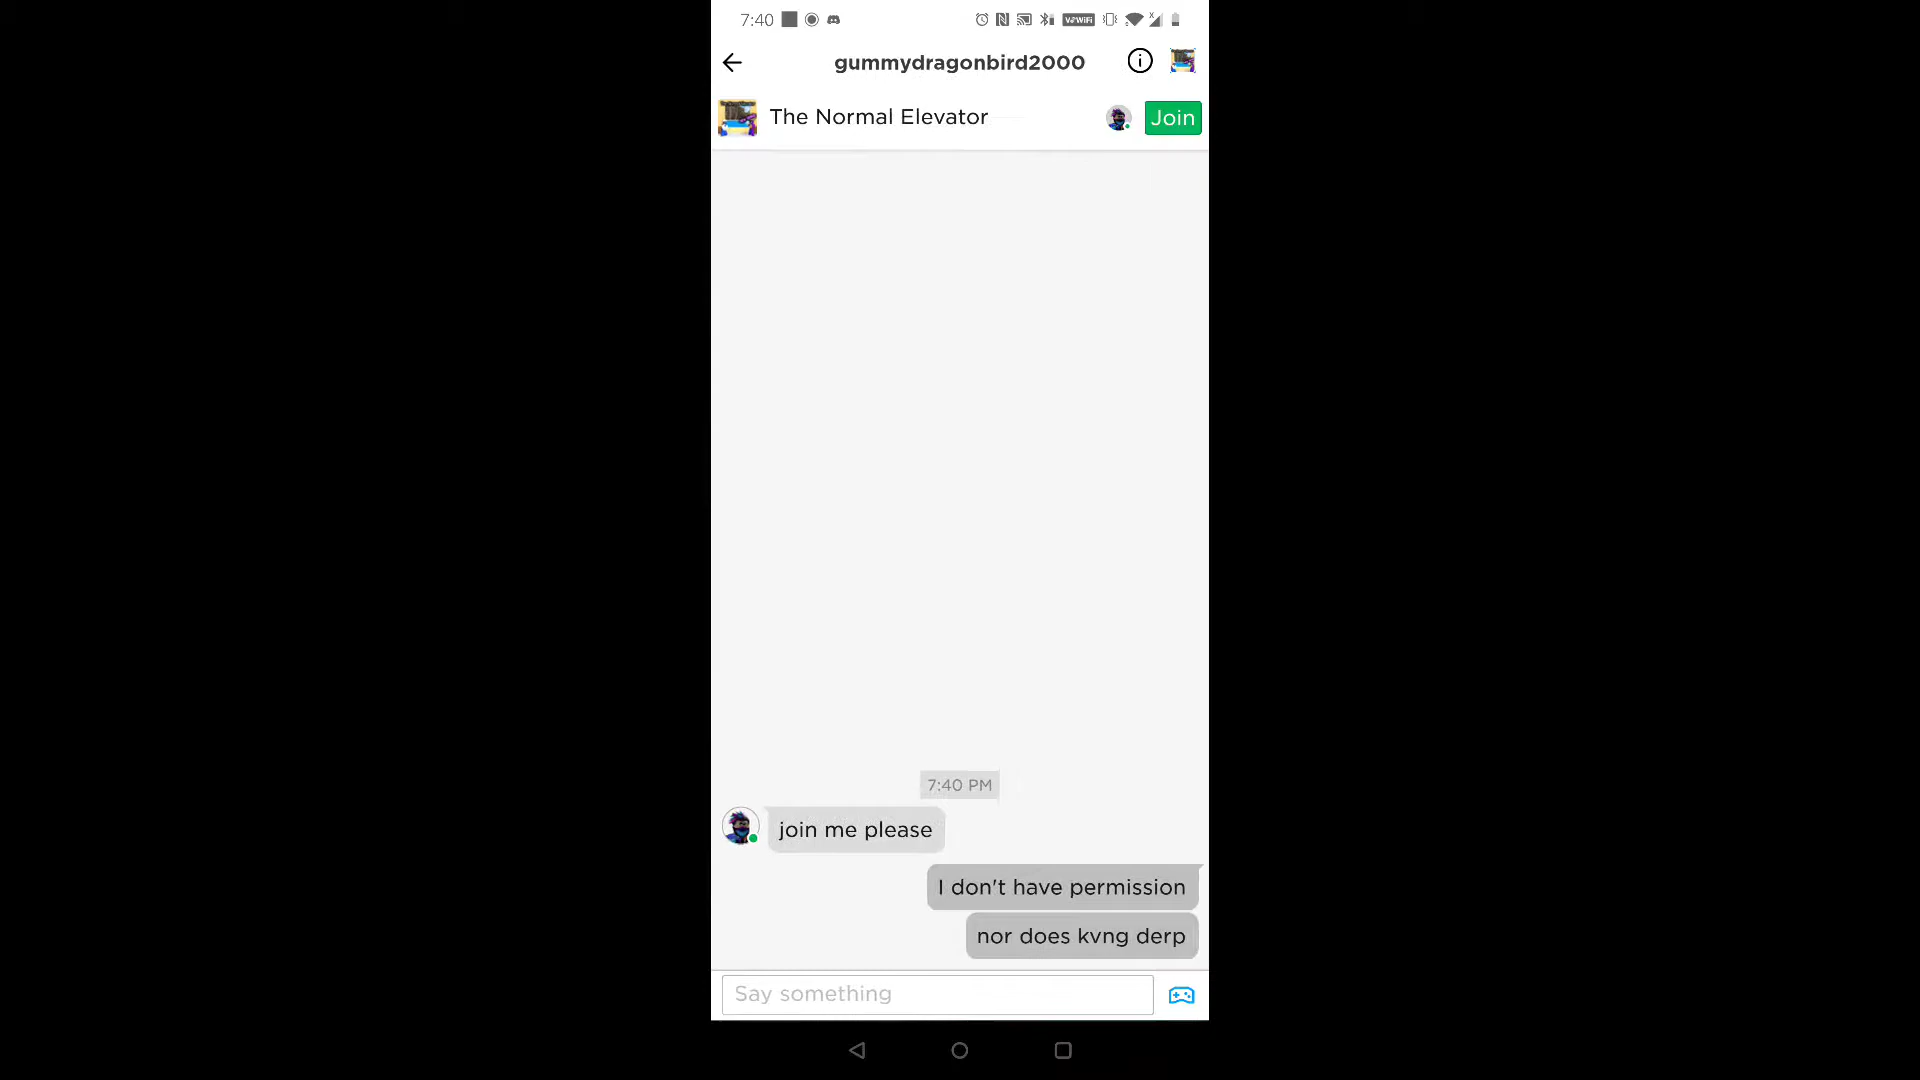 7:40
VoWiFi
gummydragonbird2000
The Normal Elevator
Join
7:40 PM
join me please
I don't have permission
nor does kvng derp
Say something